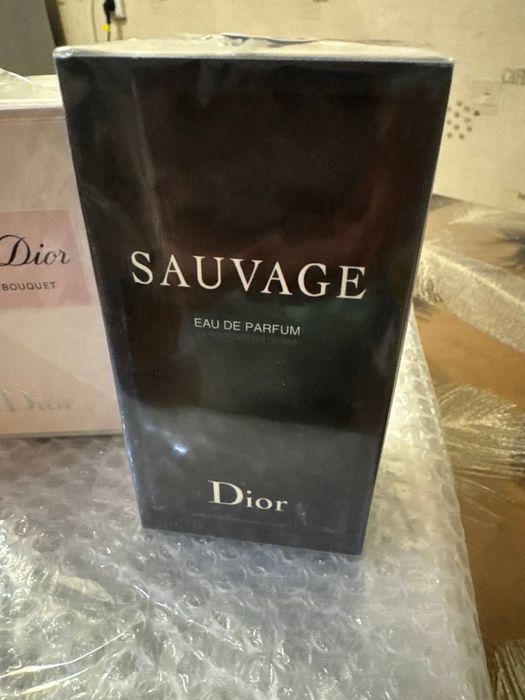 Dior
BOUQUET
Dior
SAUVAGE
EAU DE PARFUM
Dior